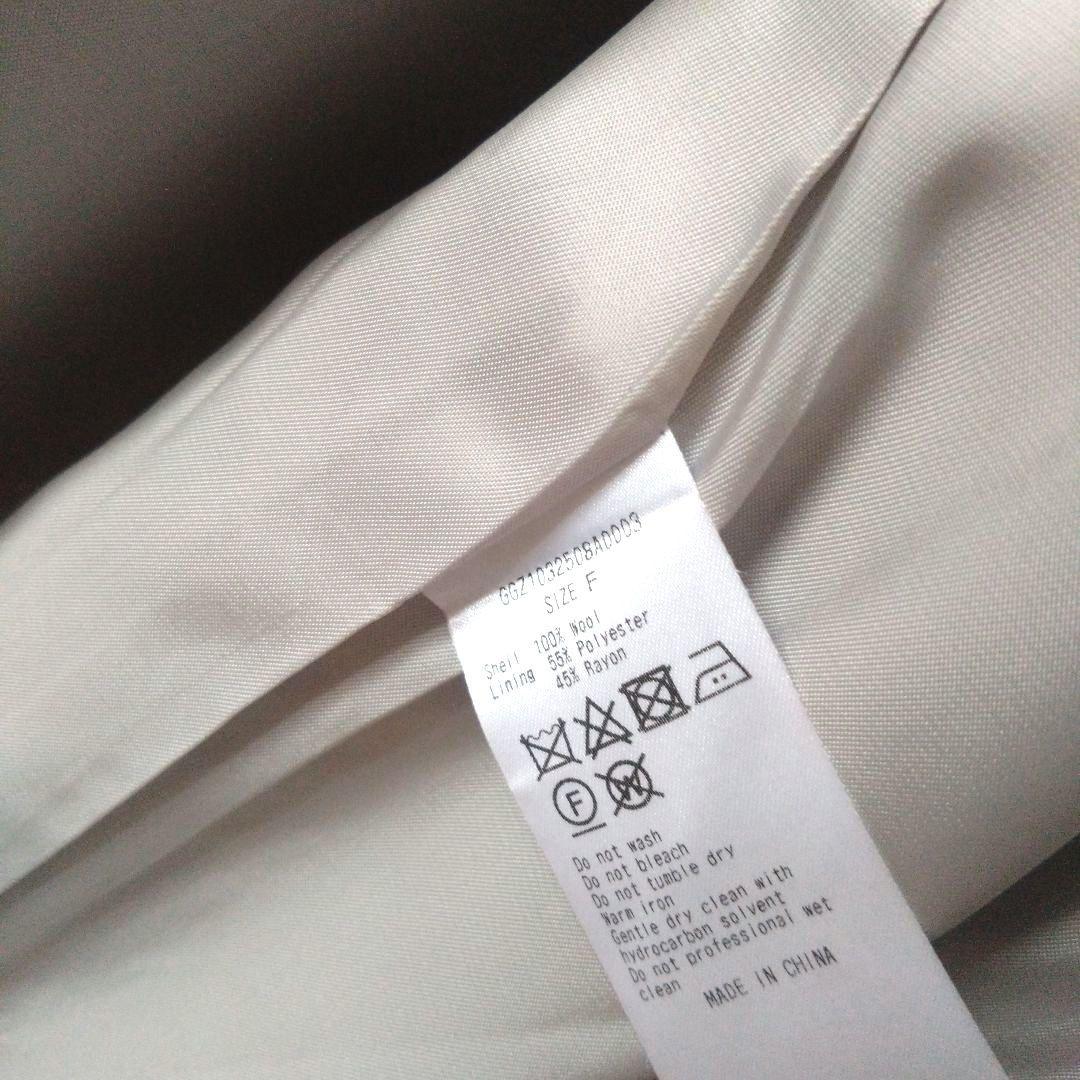 GGZ1032508A0003
SIZE F
Shell 100% Wool
Lining 55% Polyester
45% Rayon
F
W
Do not wash
Do not bleach
Do not tumble dry
Warm iron
Gentle dry clean with
hydrocarbon solvent
Do not professional wet
clean
MADE IN CHINA